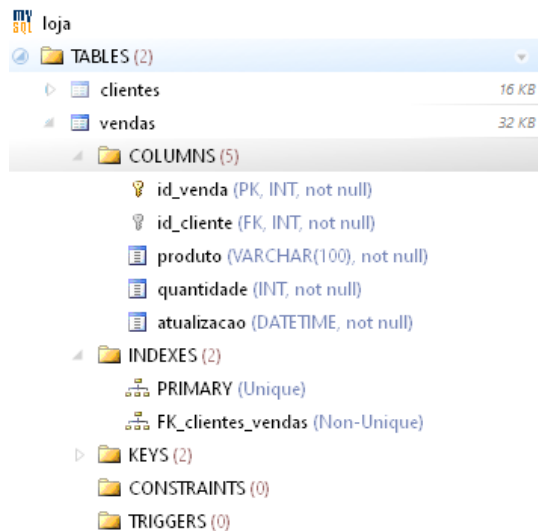 My SQL loja
TABLES (2)
clientes 16 KB
vendas 32 KB
COLUMNS (5)
id_venda (PK, INT, not null)
id_cliente (FK, INT, not null)
produto (VARCHAR(100), not null)
quantidade (INT, not null)
atualizacao (DATETIME, not null)
INDEXES (2)
PRIMARY (Unique)
FK_clientes_vendas (Non-Unique)
KEYS (2)
CONSTRAINTS (0)
TRIGGERS (0)